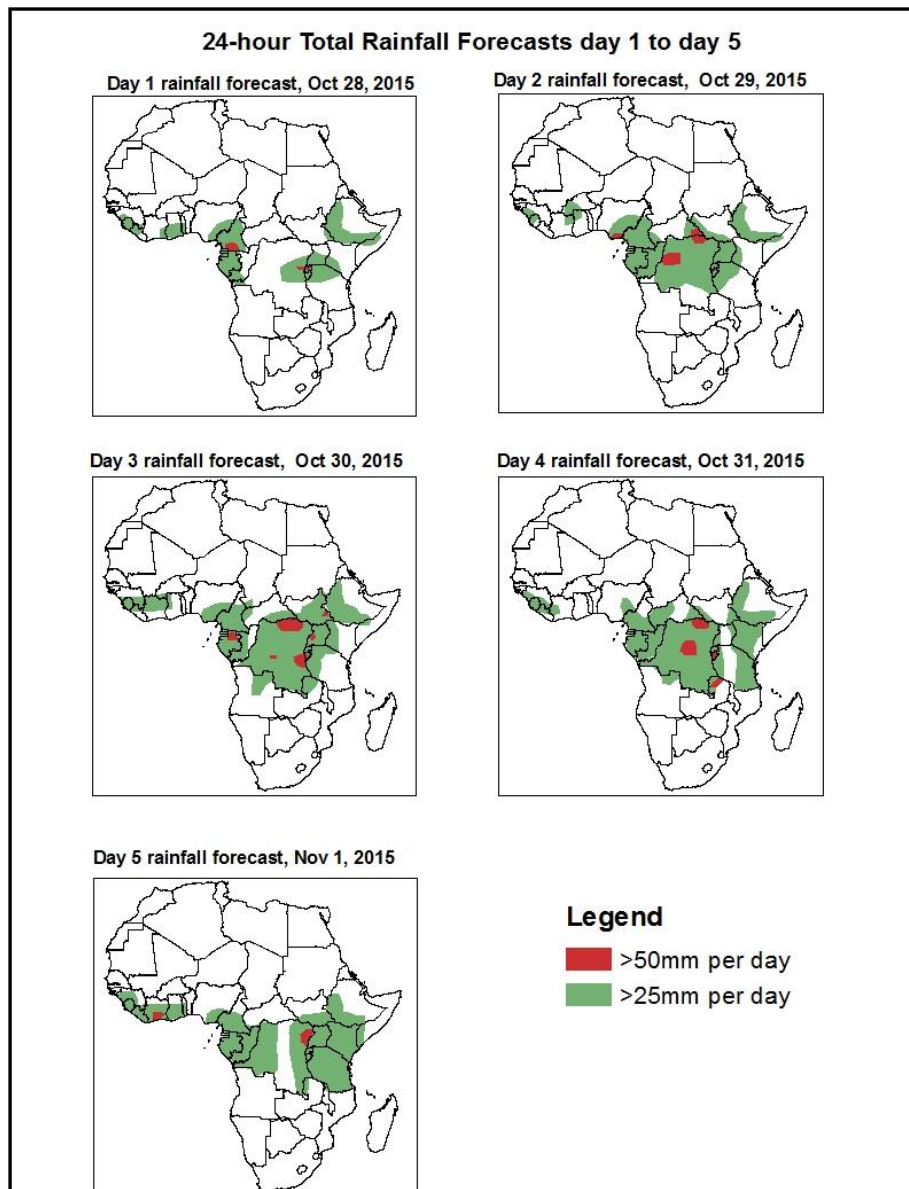 24-hour Total Rainfall Forecasts day 1 to day 5
Day 1 rainfall forecast, Oct 28, 2015
Day 2 rainfall forecast, Oct 29, 2015
Day 3 rainfall forecast, Oct 30, 2015
Day 4 rainfall forecast, Oct 31, 2015
Day 5 rainfall forecast, Nov 1, 2015
Legend
>50mm per day
>25mm per day